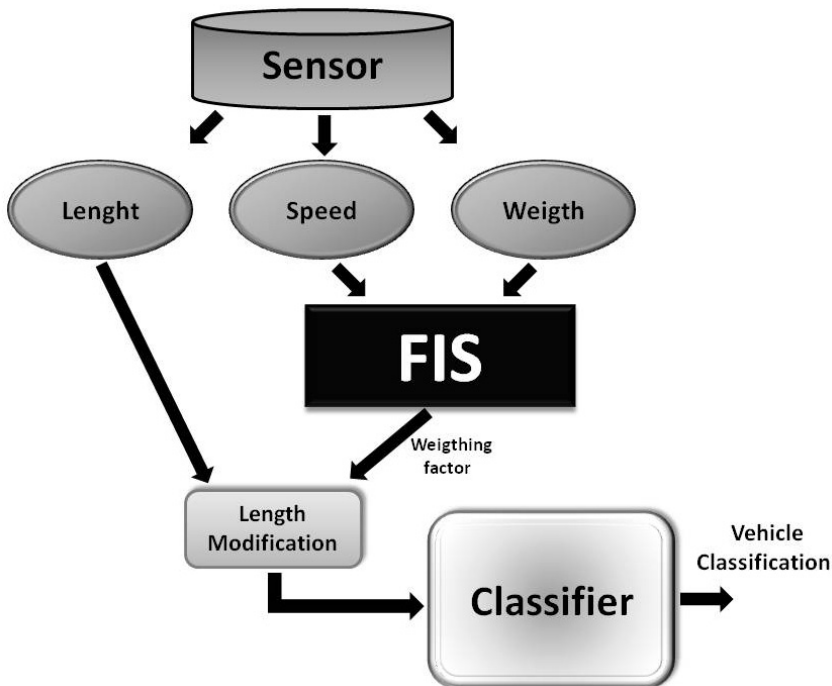 Sensor
Lenght
Speed
Weigth
FIS
Weigthing
factor
Length
Modification
Classifier
Vehicle
Classification